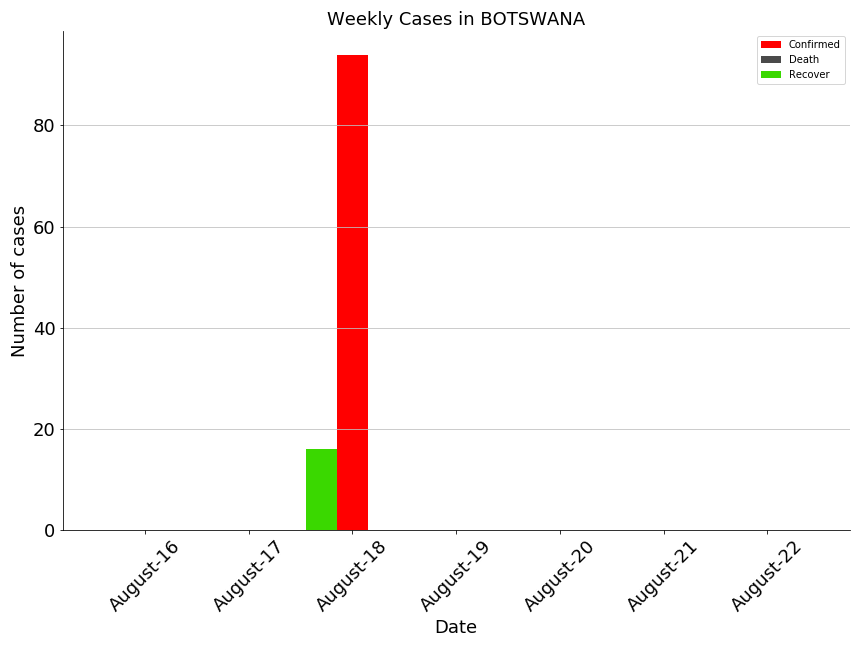 Weekly Cases in BOTSWANA
Confirmed
Death
Recover
Number of cases
80
60
40
20
0
August-16
August-17
August-18
August-19
August-20
August-21
August-22
Date